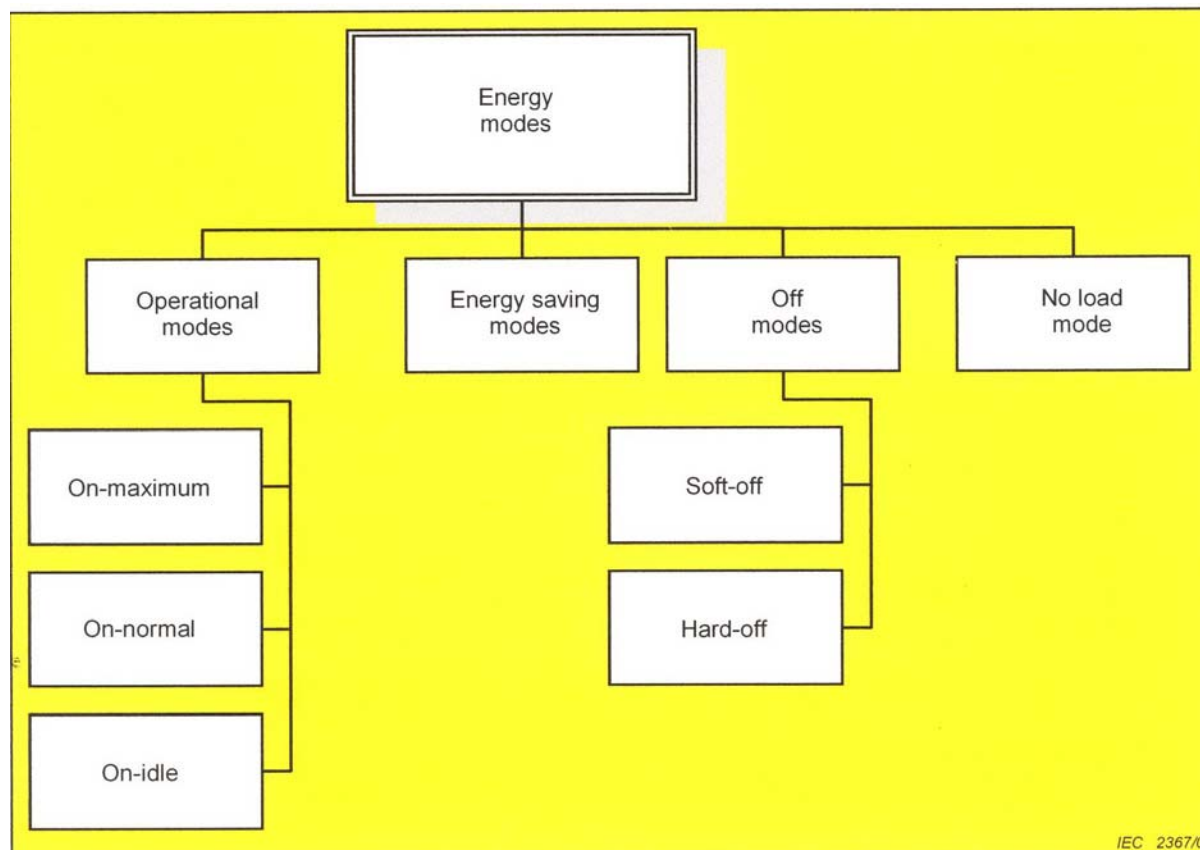 Energy
modes
Operational
modes
Energy saving
modes
Off
modes
No load
mode
On-maximum
Soft-off
On-normal
Hard-off
On-idle
IEC 2367/